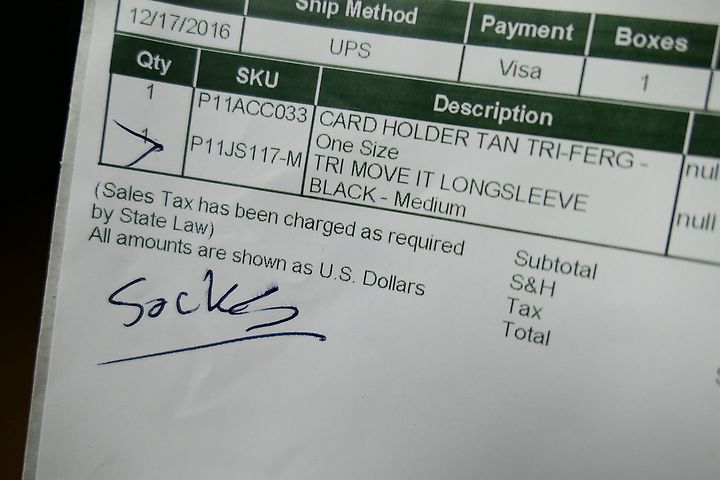 Ship Method Payment Boxes
12/17/2016 UPS Visa 1
Qty SKU Description
1 P11ACC033 CARD HOLDER TAN TRI-FERG -
One Size null
1 P11JS117-M TRI MOVE IT LONGSLEEVE
BLACK - Medium null
(Sales Tax has been charged as required
by State Law)
All amounts are shown as U.S. Dollars
Subtotal
S&H
Tax
Total
Socks